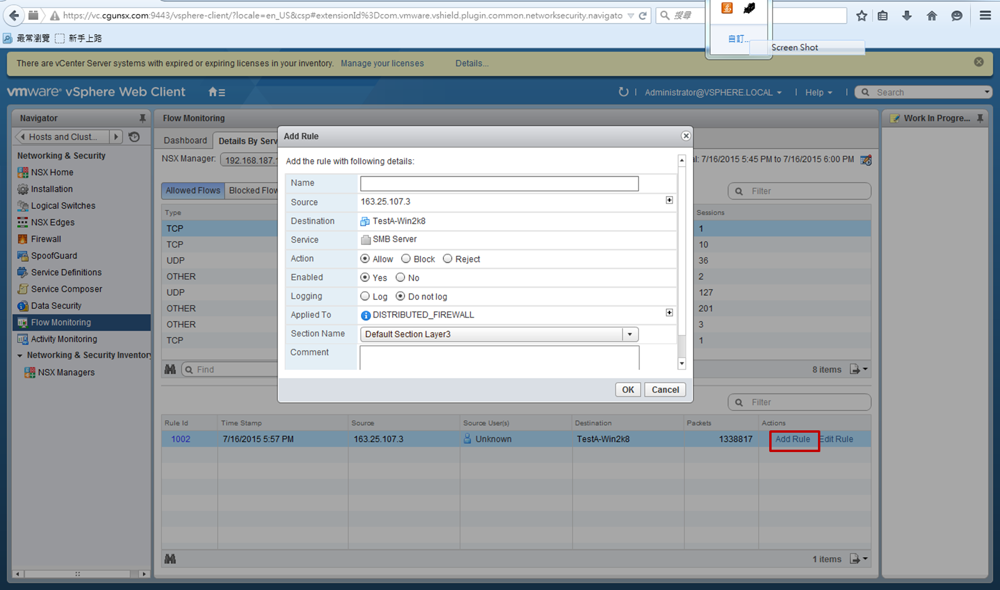 https://vc.cgunsx.com:9443/vsphere-client/?locale=en_US&csp#extensionId%3Dcom.vmware.vshield.plugin.common.networksecurity.navigato
搜尋
最常瀏覽 新手上路
自訂...
Screen Shot
There are vCenter Server systems with expired or expiring licenses in your inventory. Manage your licenses Details...
vmware® vSphere Web Client
Administrator@VSPHERE.LOCAL Help Search
Navigator
Hosts and Clust...
Networking & Security
NSX Home
Installation
Logical Switches
NSX Edges
Firewall
SpoofGuard
Service Definitions
Service Composer
Data Security
Flow Monitoring
Activity Monitoring
Networking & Security Inventory
NSX Managers
Flow Monitoring
Dashboard Details By Serv
NSX Manager: 192.168.187.
al: 7/16/2015 5:45 PM to 7/16/2015 6:00 PM
Allowed Flows Blocked Flow
Filter
Type Sessions
TCP 1
TCP 10
UDP 36
OTHER 2
UDP 127
OTHER 201
OTHER 3
TCP 1
Find
8 items
Add Rule
Add the rule with following details:
Name
Source 163.25.107.3
Destination TestA-Win2k8
Service SMB Server
Action Allow Block Reject
Enabled Yes No
Logging Log Do not log
Applied To DISTRIBUTED_FIREWALL
Section Name Default Section Layer3
Comment
OK Cancel
Filter
Rule Id Time Stamp Source Source User(s) Destination Packets Actions
1002 7/16/2015 5:57 PM 163.25.107.3 Unknown TestA-Win2k8 1338817 Add Rule Edit Rule
1 items
Work In Progre...